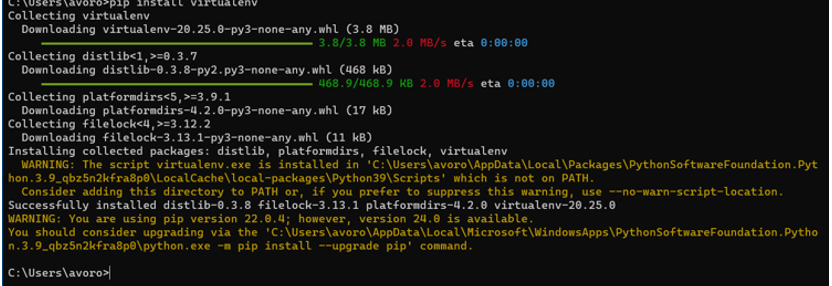 C:\Users\avoro>pip install virtualenv
Collecting virtualenv
  Downloading virtualenv-20.25.0-py3-none-any.whl (3.8 MB)
     3.8/3.8 MB 2.0 MB/s eta 0:00:00
Collecting distlib<1,>=0.3.7
  Downloading distlib-0.3.8-py2.py3-none-any.whl (468 kB)
     468.9/468.9 KB 2.0 MB/s eta 0:00:00
Collecting platformdirs<5,>=3.9.1
  Downloading platformdirs-4.2.0-py3-none-any.whl (17 kB)
Collecting filelock<4,>=3.12.2
  Downloading filelock-3.13.1-py3-none-any.whl (11 kB)
Installing collected packages: distlib, platformdirs, filelock, virtualenv
  WARNING: The script virtualenv.exe is installed in 'C:\Users\avoro\AppData\Local\Packages\PythonSoftwareFoundation.Pyt
hon.3.9_qbz5n2kfra8p0\LocalCache\local-packages\Python39\Scripts' which is not on PATH.
  Consider adding this directory to PATH or, if you prefer to suppress this warning, use --no-warn-script-location.
Successfully installed distlib-0.3.8 filelock-3.13.1 platformdirs-4.2.0 virtualenv-20.25.0
WARNING: You are using pip version 22.0.4; however, version 24.0 is available.
You should consider upgrading via the 'C:\Users\avoro\AppData\Local\Microsoft\WindowsApps\PythonSoftwareFoundation.Pytho
n.3.9_qbz5n2kfra8p0\python.exe -m pip install --upgrade pip' command.
C:\Users\avoro>